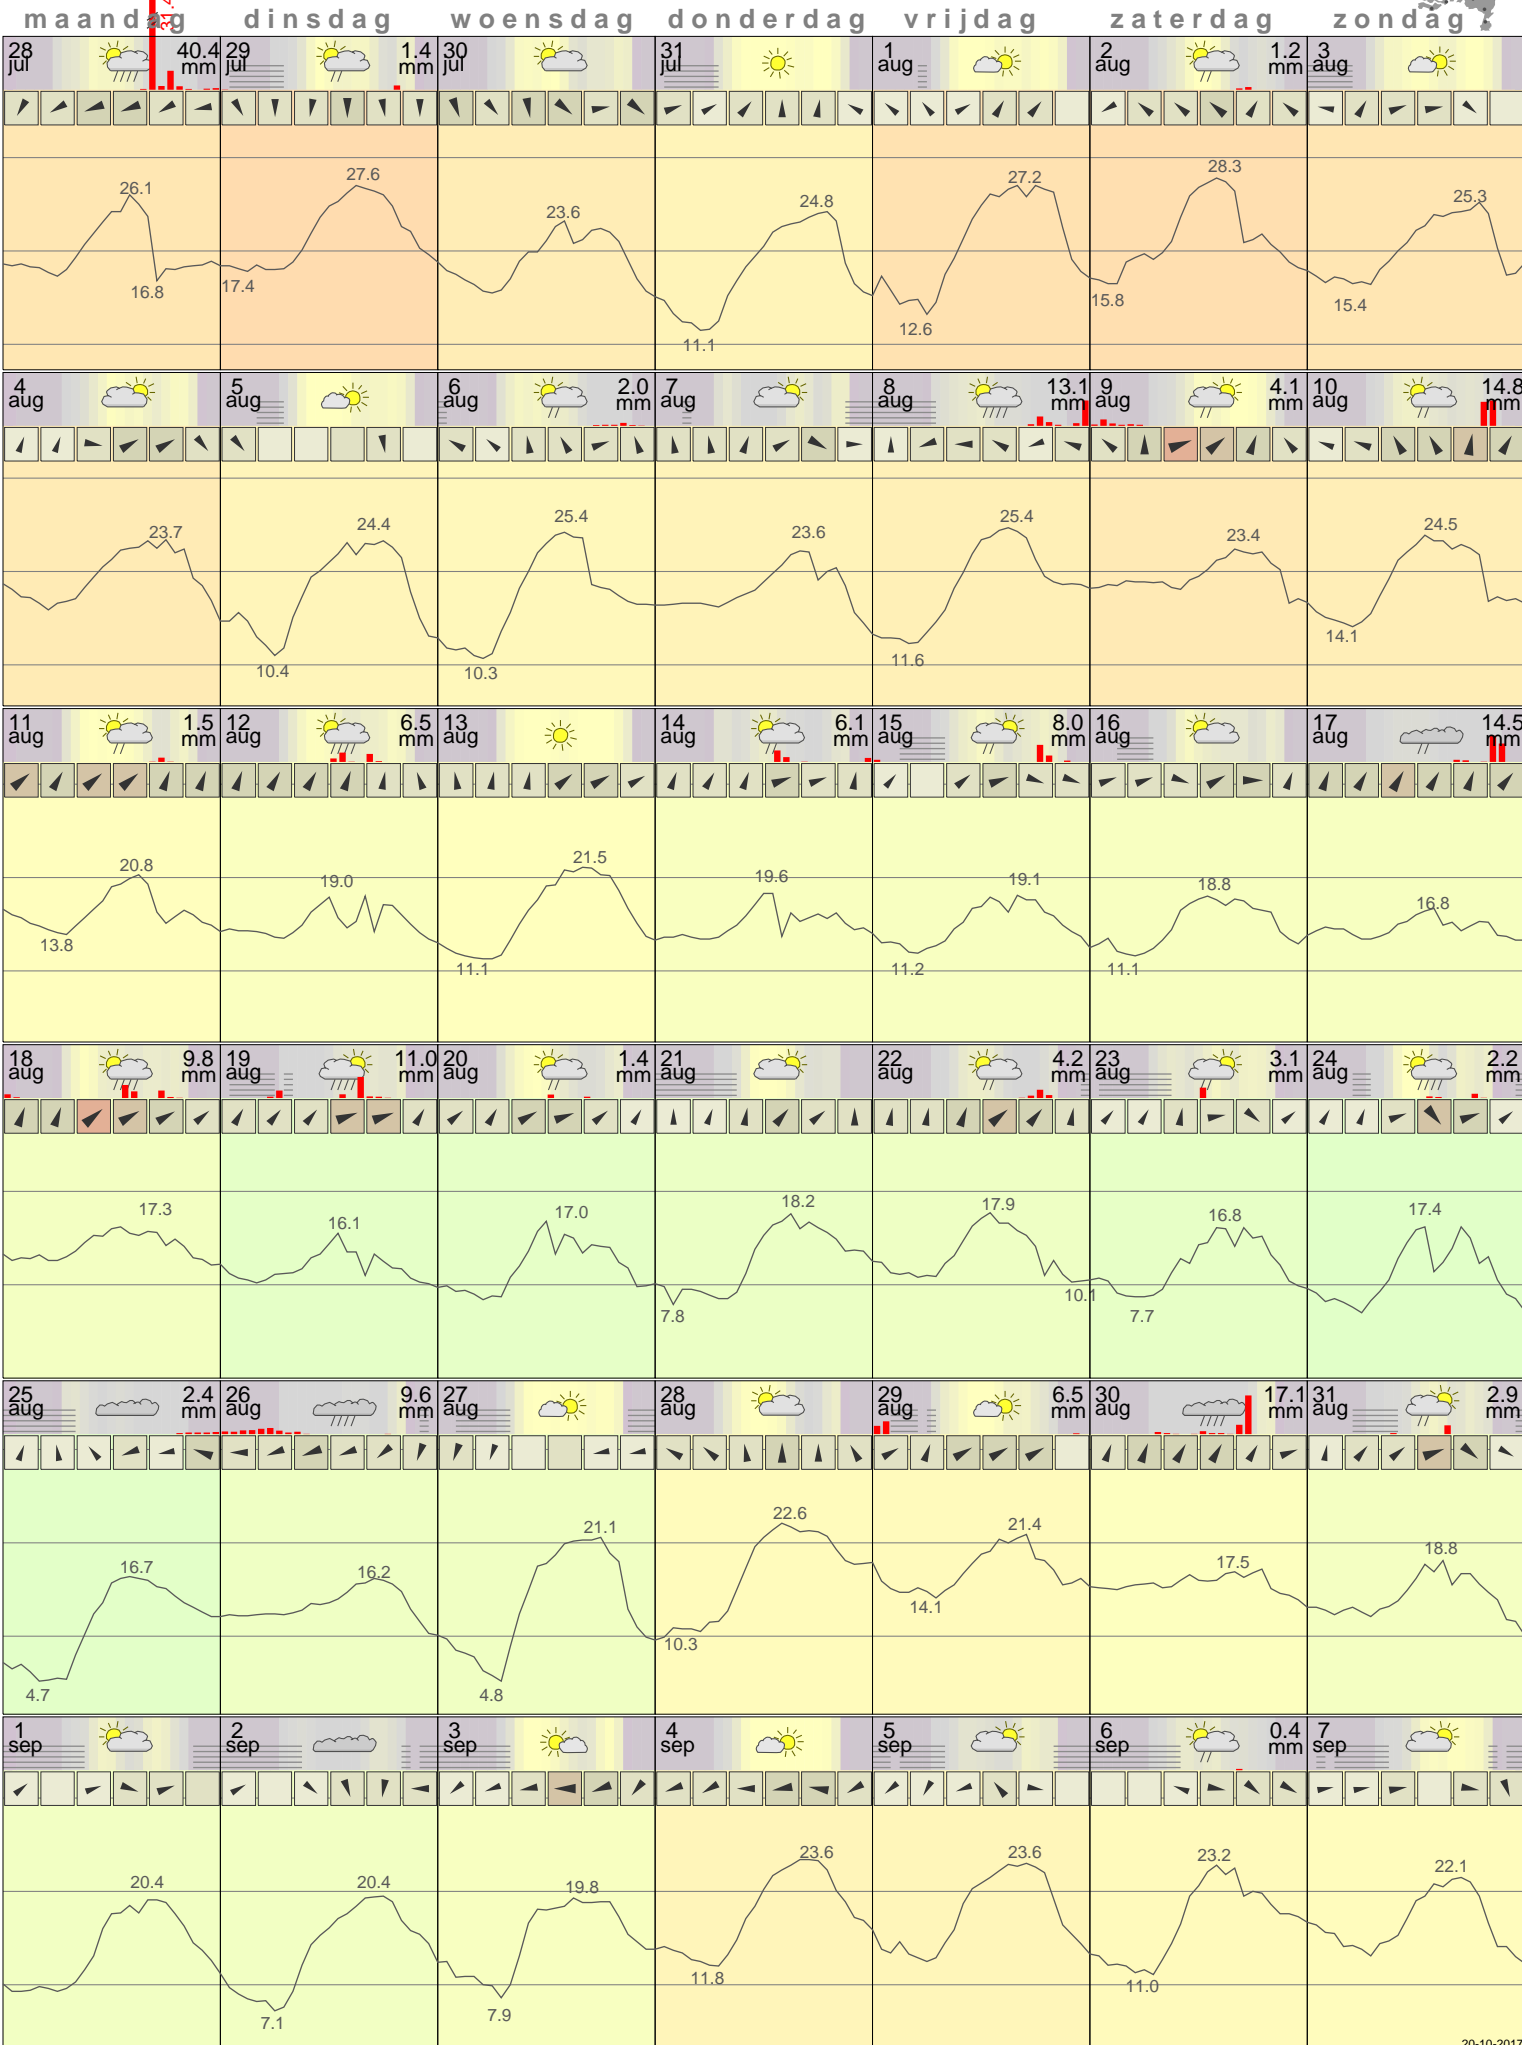 maandag dinsdag woensdag donderdag vrijdag zaterdag zondag
31.4
28 jul 40.4 mm 29 jul 1.4 mm 30 jul 31 jul 1 aug 2 aug 1.2 mm 3 aug
26.1 16.8 17.4 27.6 23.6 11.1 24.8 12.6 27.2 15.8 28.3 15.4 25.3
4 aug 5 aug 6 aug 2.0 mm 7 aug 8 aug 13.1 mm 9 aug 4.1 mm 10 aug 14.8 mm
23.7 10.4 24.4 10.3 25.4 23.6 11.6 25.4 23.4 14.1 24.5
11 aug 1.5 mm 12 aug 6.5 mm 13 aug 14 aug 6.1 mm 15 aug 8.0 mm 16 aug 17 aug 14.5 mm
13.8 20.8 19.0 11.1 21.5 19.6 11.2 19.1 11.1 18.8 16.8
18 aug 9.8 mm 19 aug 11.0 mm 20 aug 1.4 mm 21 aug 22 aug 4.2 mm 23 aug 3.1 mm 24 aug 2.2 mm
17.3 16.1 17.0 7.8 18.2 17.9 10.1 7.7 16.8 17.4
25 aug 2.4 mm 26 aug 9.6 mm 27 aug 28 aug 29 aug 6.5 mm 30 aug 17.1 mm 31 aug 2.9 mm
4.7 16.7 16.2 4.8 21.1 10.3 22.6 14.1 21.4 17.5 18.8
1 sep 2 sep 3 sep 4 sep 5 sep 6 sep 0.4 mm 7 sep
20.4 7.1 20.4 7.9 19.8 11.8 23.6 23.6 11.0 23.2 22.1
20-10-2017